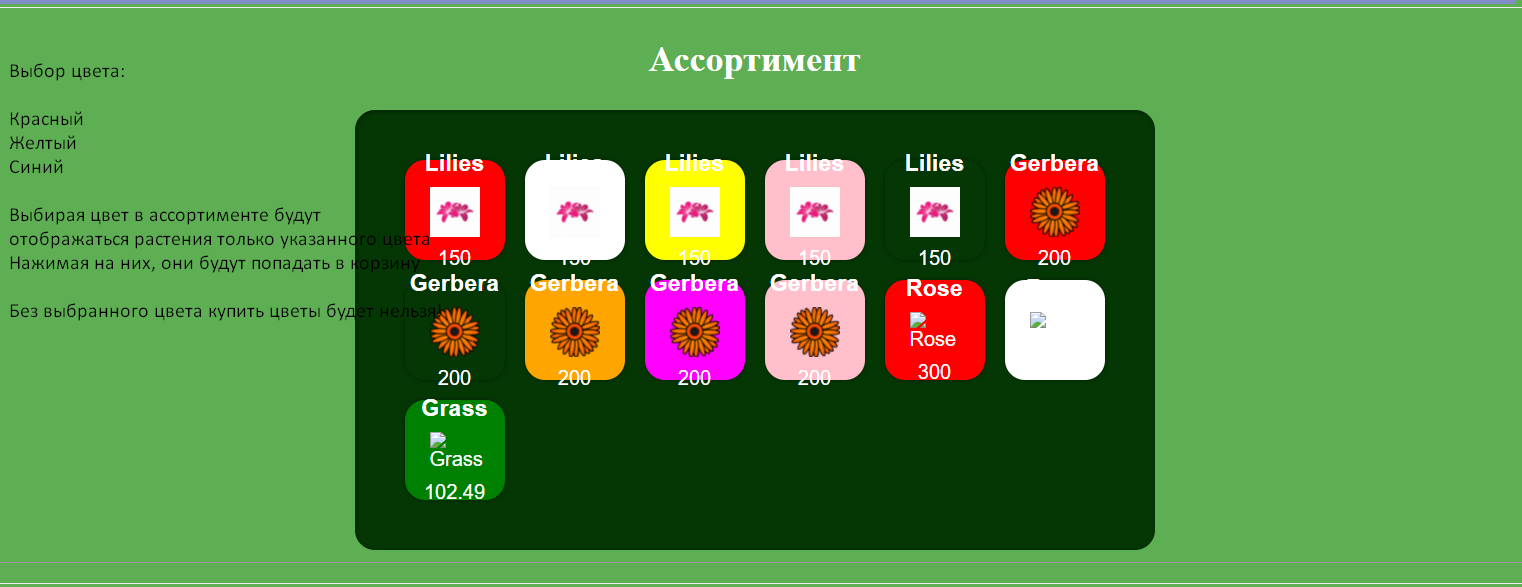 Ассортимент
Выбор цвета:
Красный
Желтый
Синий
Выбирая цвет в ассортименте будут
отображаться растения только указанного цвета
Нажимая на них, они будут попадать в корзину
Без выбранного цвета купить цветы будет нельзя!
Lilies Lilies Lilies Lilies Lilies Gerbera
150 150 150 150 150 200
Gerbera Gerbera Gerbera Gerbera Rose
Rose
200 200 200 200 300
Grass
Grass
102.49